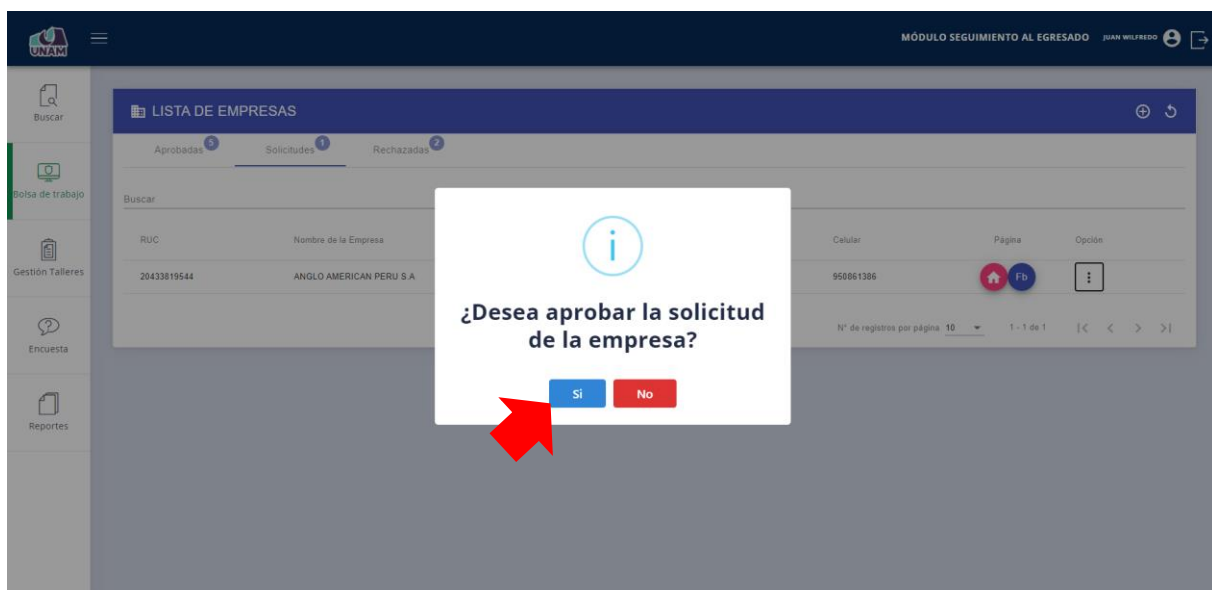 UNAM
MÓDULO SEGUIMIENTO AL EGRESADO JUAN WILFREDO
Buscar
Bolsa de trabajo
Gestión Talleres
Encuesta
Reportes
LISTA DE EMPRESAS
Aprobadas 5 Solicitudes 1 Rechazadas 2
Buscar
RUC Nombre de la Empresa Celular Página Opción
20433819544 ANGLO AMERICAN PERU S.A 950861386 Fb
N° de registros por página 10 1 - 1 de 1 |< < > >|
i
¿Desea aprobar la solicitud
de la empresa?
Si No